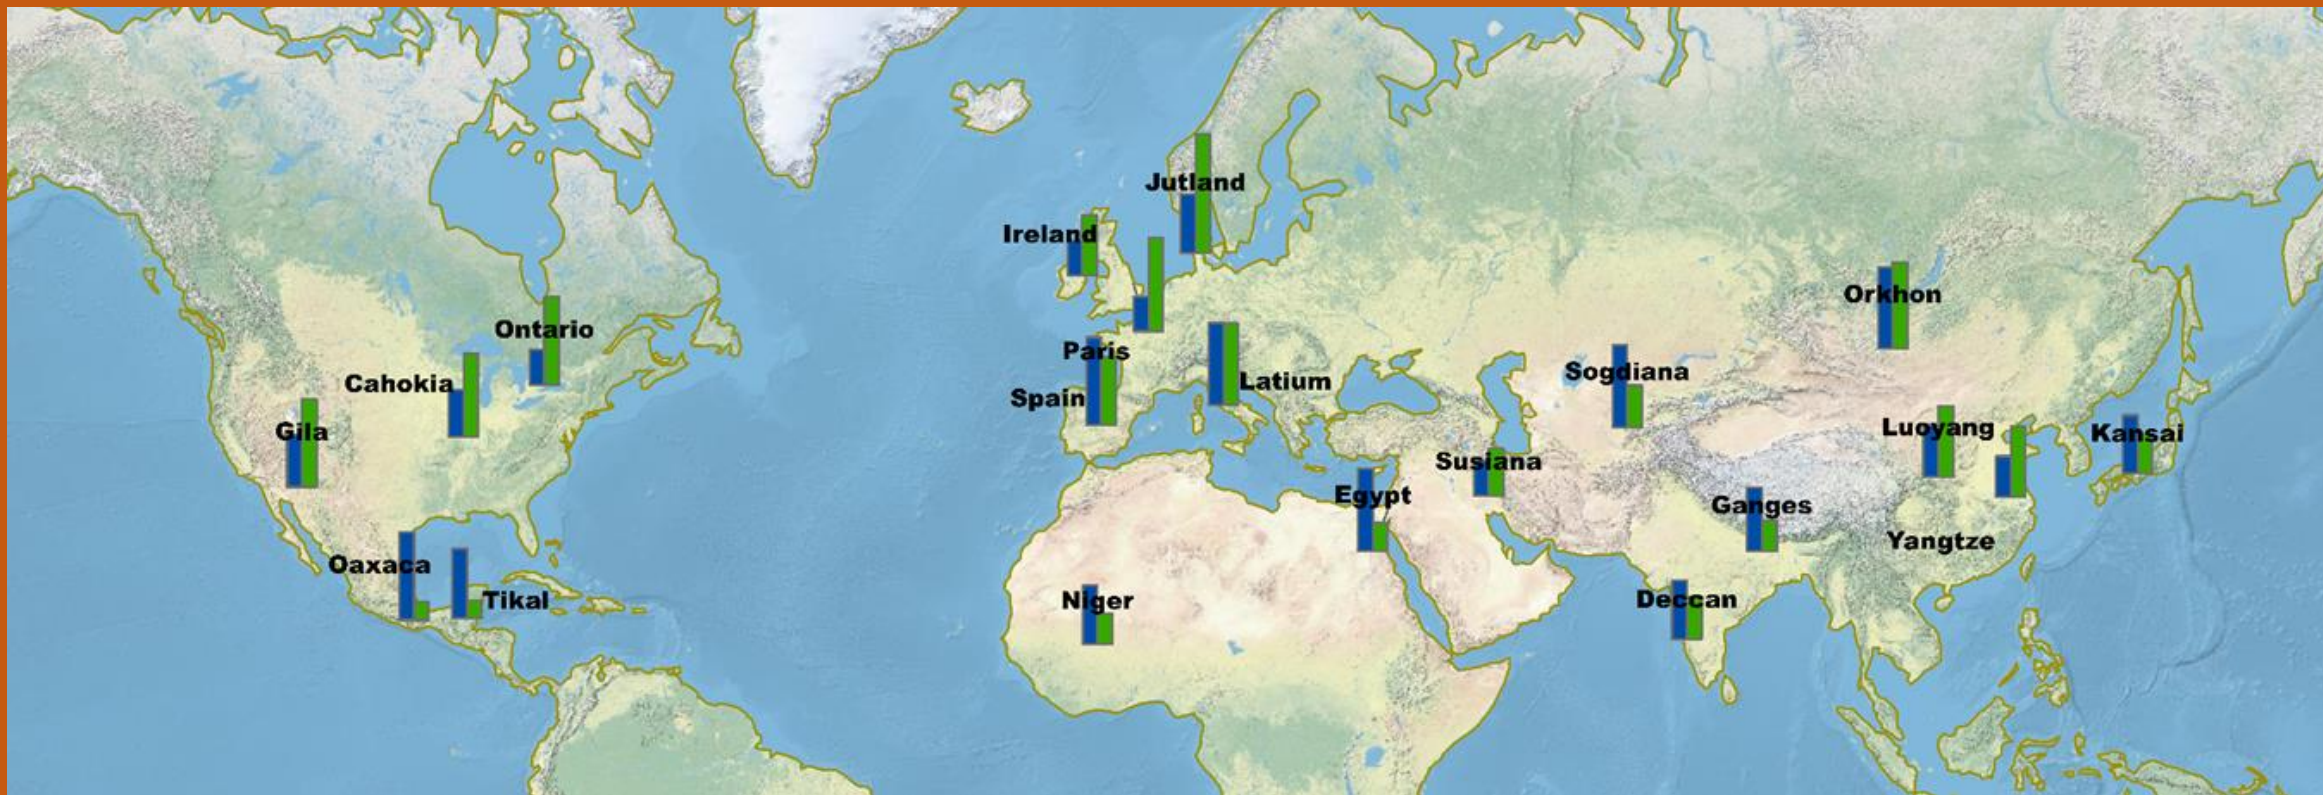 Jutland
Ireland
Orkhon
Ontario
Paris
Sogdiana
Cahokia
Latium
Spain
Luoyang
Gila
Kansai
Susiana
Egypt
Ganges
Yangtze
Oaxaca
Tikal
Niger
Deccan